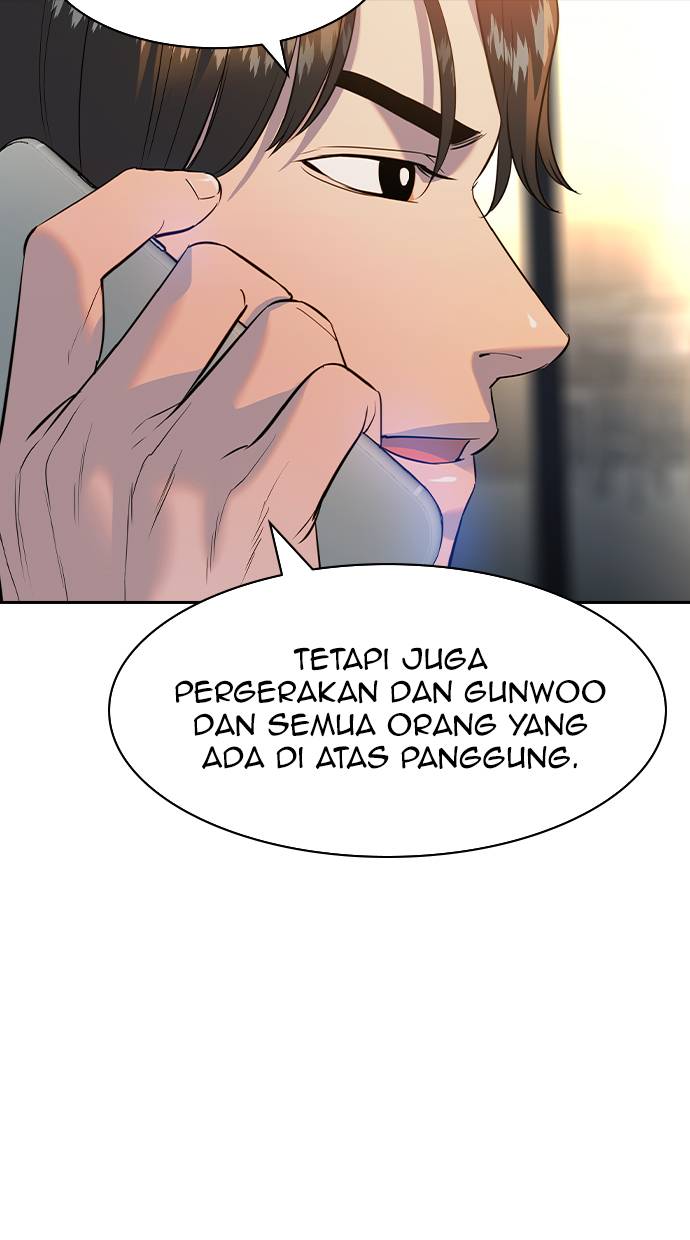 TETAPI JUGA
PERGERAKAN DAN GUNWOO
DAN SEMUA ORANG YANG
ADA DI ATAS PANGGUNG.